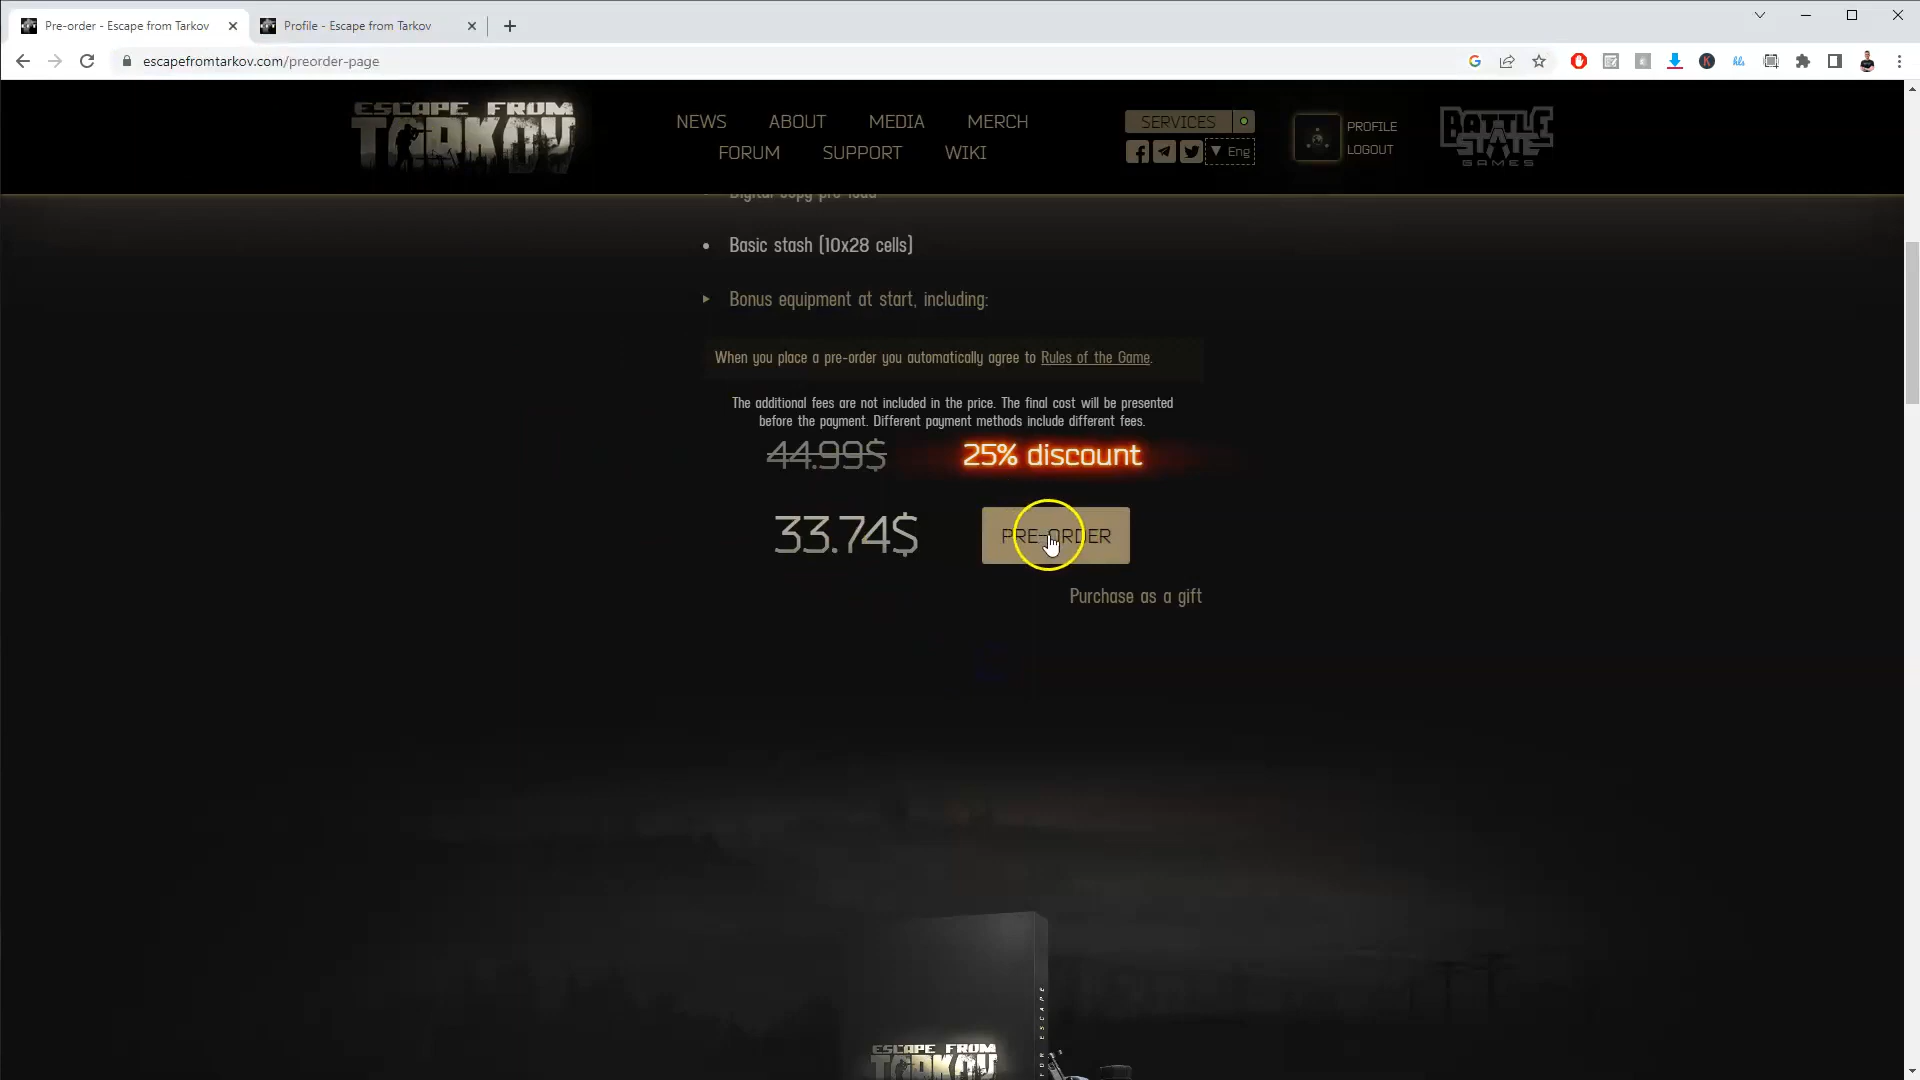 Pre-order - Escape from Tarkov
Profile - Escape from Tarkov
escapefromtarkov.com/preorder-page
ESCAPE FROM
TARKOV
NEWS ABOUT MEDIA MERCH
FORUM SUPPORT WIKI
SERVICES
▼ Eng
PROFILE
LOGOUT
BATTLE
STATE
GAMES
Digital copy pre-load
• Basic stash (10x28 cells)
Bonus equipment at start, including:
When you place a pre-order you automatically agree to Rules of the Game.
The additional fees are not included in the price. The final cost will be presented
before the payment. Different payment methods include different fees.
44.99$ 25% discount
33.74$ PRE-ORDER
Purchase as a gift
ESCAPE FROM
TARKOV